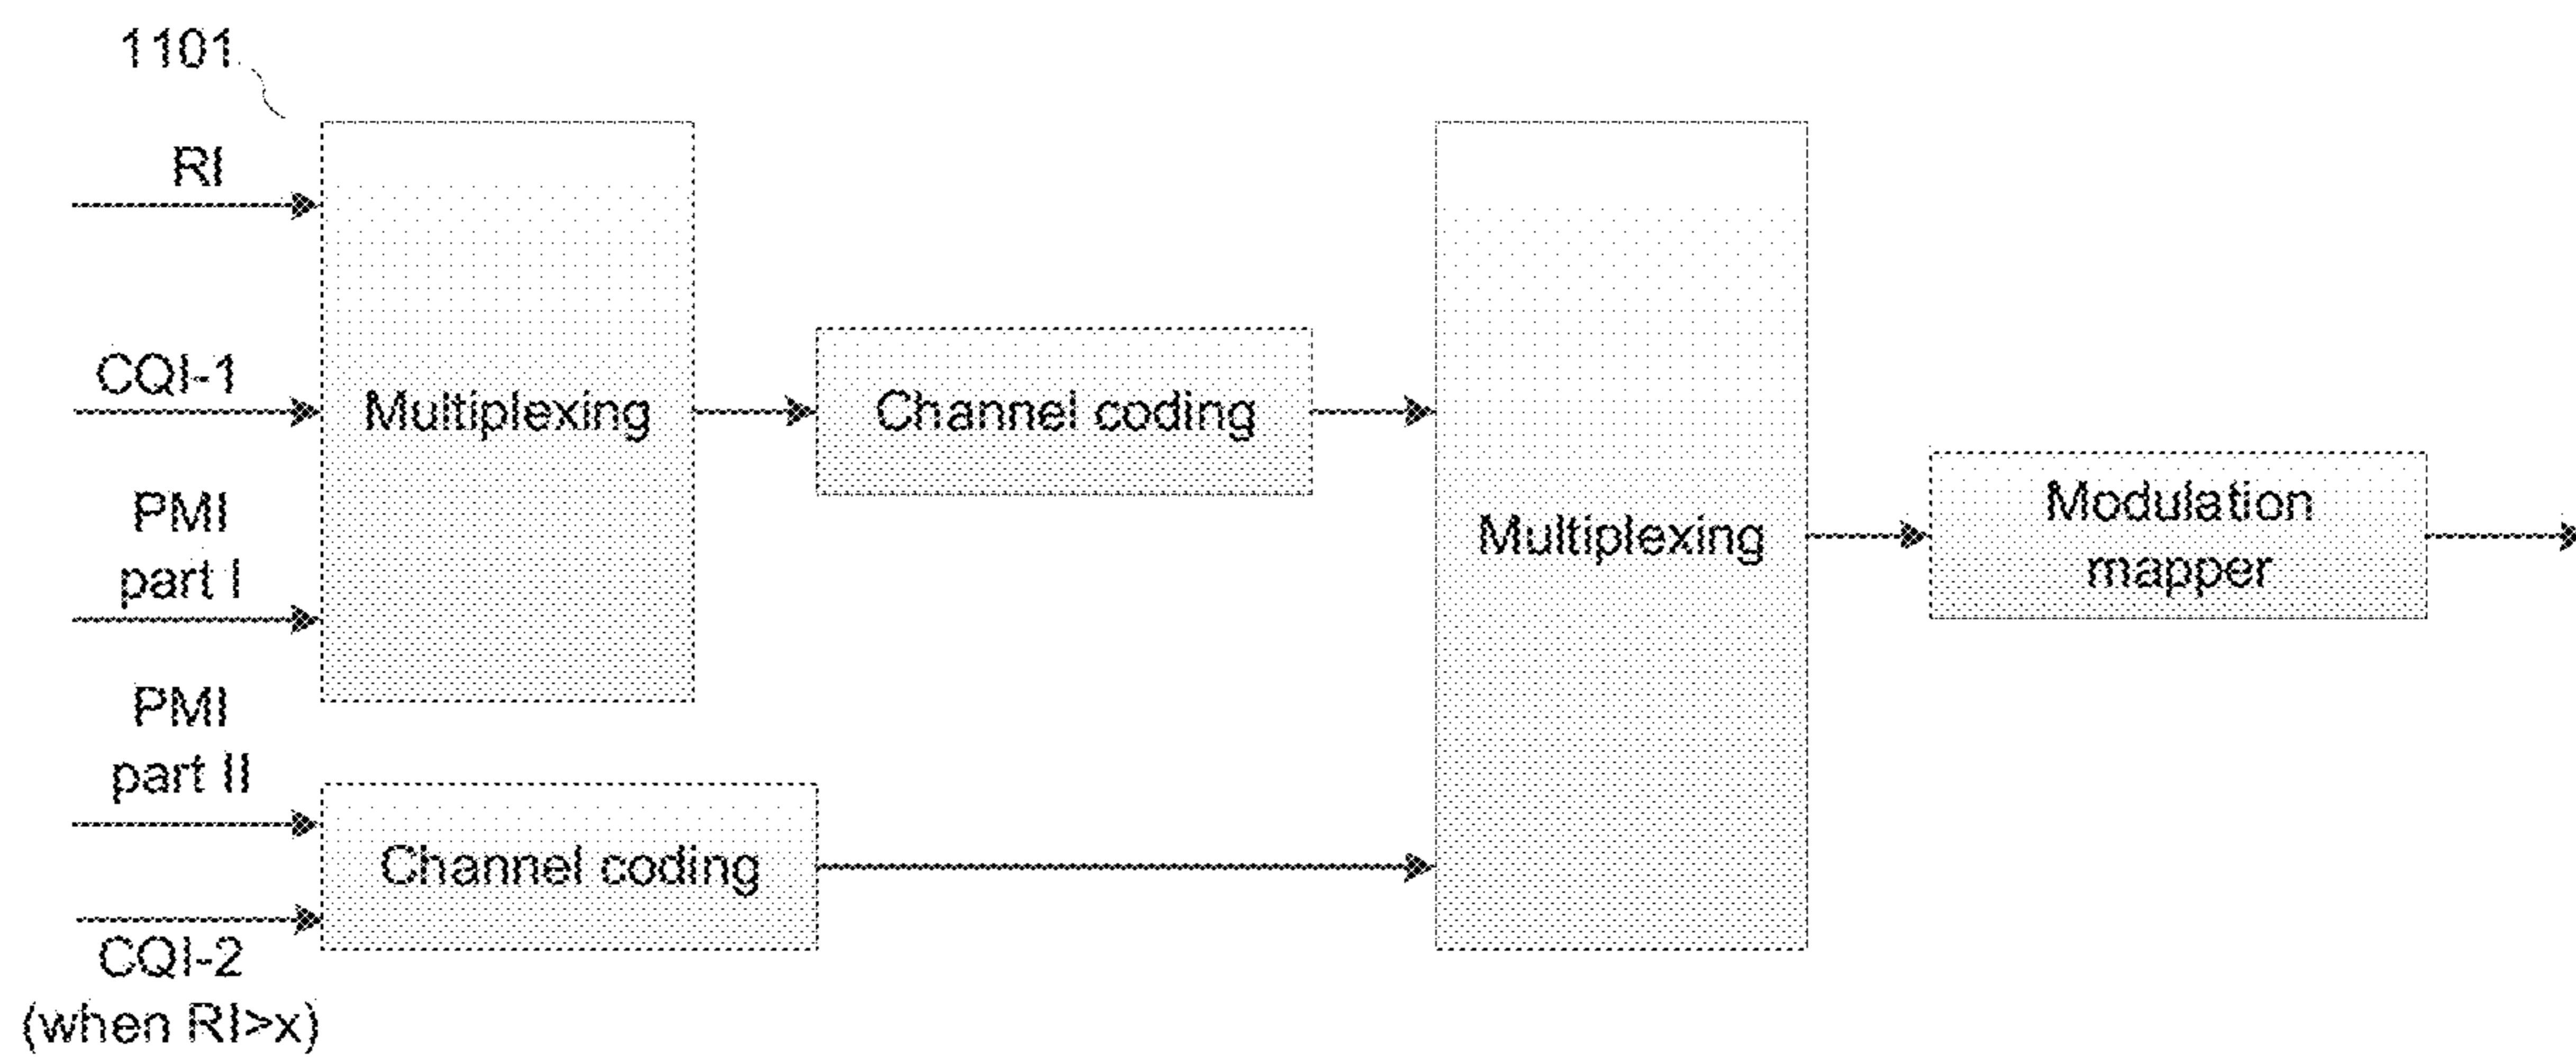 1101
RI
CQI-1
PMI
part I
PMI
part II
CQI-2
(when RI>x)
Multiplexing
Channel coding
Channel coding
Multiplexing
Modulation
mapper